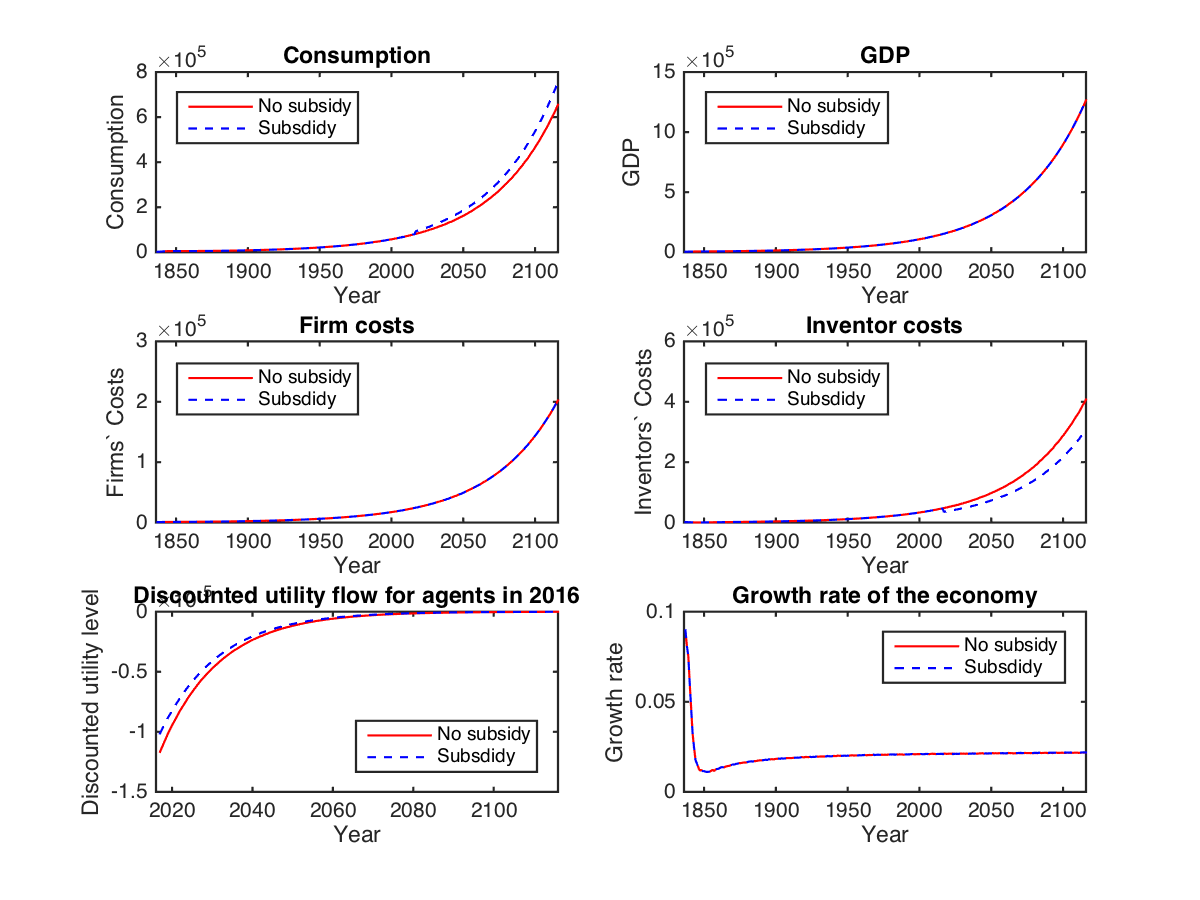 Consumption
×10^5
8
6
4
2
0
Consumption
No subsidy
Subsdidy
1850 1900 1950 2000 2050 2100
Year
GDP
×10^5
15
10
5
0
GDP
No subsidy
Subsdidy
1850 1900 1950 2000 2050 2100
Year
Firm costs
×10^5
3
2
1
0
Firms` Costs
No subsidy
Subsdidy
1850 1900 1950 2000 2050 2100
Year
Inventor costs
×10^5
6
4
2
0
Inventors` Costs
No subsidy
Subsdidy
1850 1900 1950 2000 2050 2100
Year
Discounted utility flow for agents in 2016
0
-0.5
-1
-1.5
Discounted utility level
No subsidy
Subsdidy
2020 2040 2060 2080 2100
Year
Growth rate of the economy
0.1
0.05
0
Growth rate
No subsidy
Subsdidy
1850 1900 1950 2000 2050 2100
Year